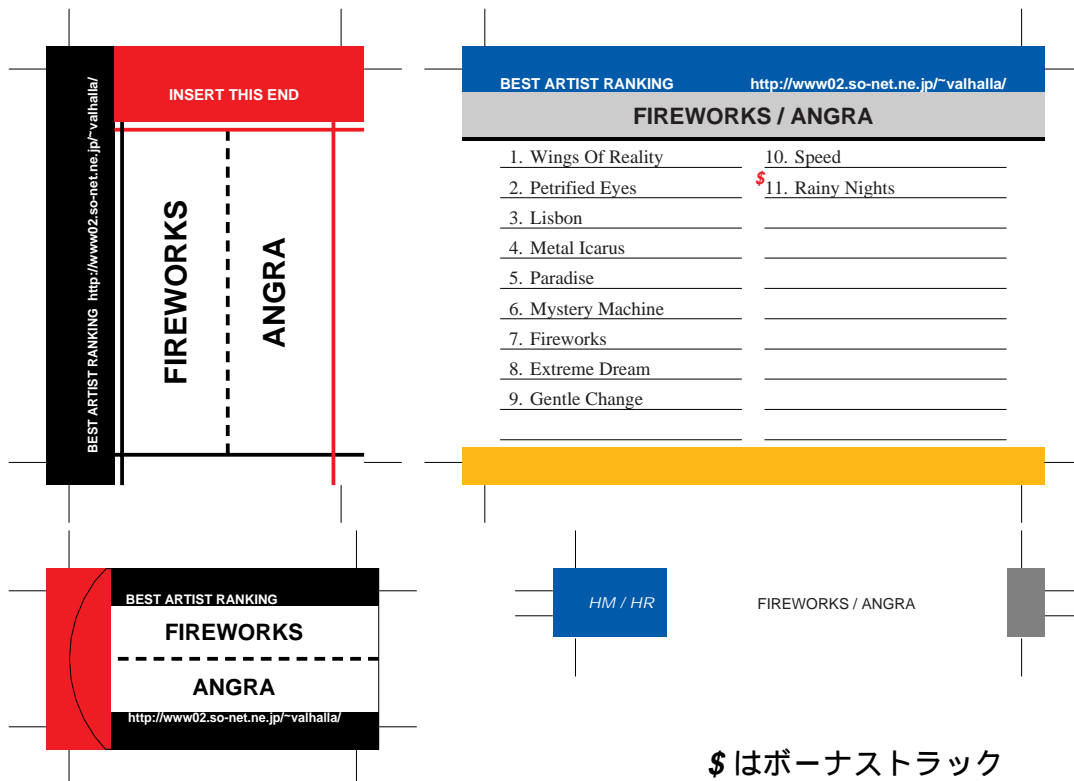 INSERT THIS END
BEST ARTIST RANKING http://www02.so-net.ne.jp/~valhalla/
FIREWORKS
ANGRA
BEST ARTIST RANKING http://www02.so-net.ne.jp/~valhalla/
FIREWORKS / ANGRA
1. Wings Of Reality
2. Petrified Eyes
3. Lisbon
4. Metal Icarus
5. Paradise
6. Mystery Machine
7. Fireworks
8. Extreme Dream
9. Gentle Change
10. Speed
$ 11. Rainy Nights
BEST ARTIST RANKING
FIREWORKS
ANGRA
http://www02.so-net.ne.jp/~valhalla/
HM / HR
FIREWORKS / ANGRA
$ はボーナストラック